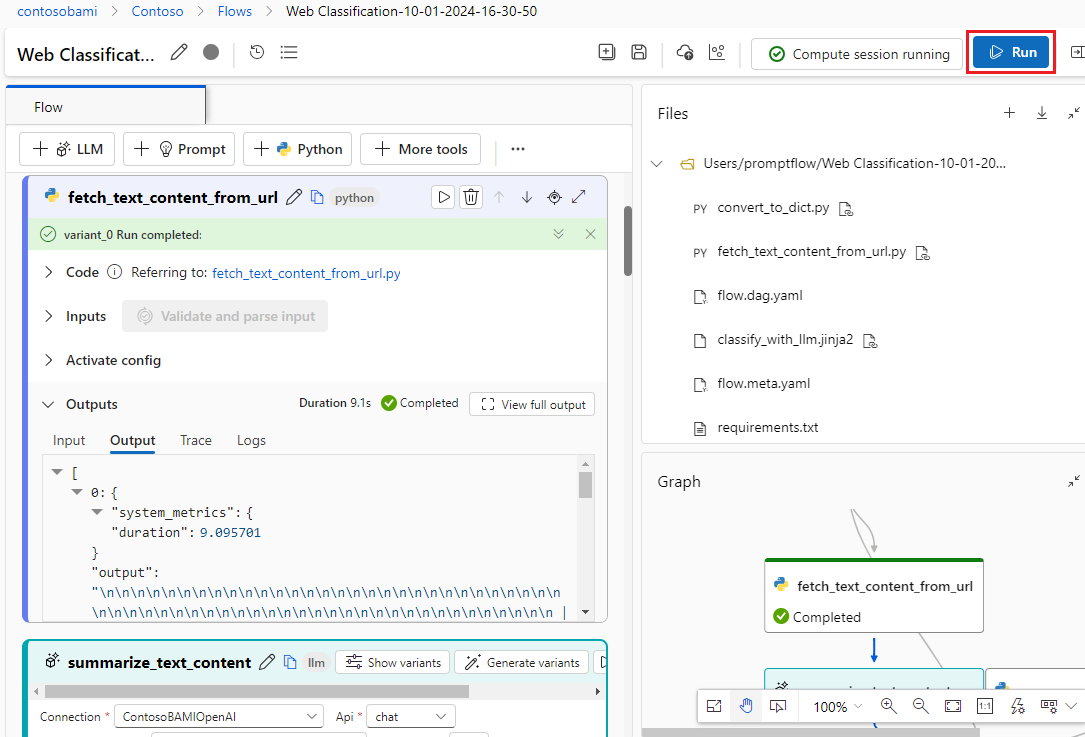 contosobami > Contoso > Flows > Web Classification-10-01-2024-16-30-50
Web Classificat...
Compute session running
Run
Flow
LLM
Prompt
Python
More tools
...
fetch_text_content_from_url
python
variant_0 Run completed:
Code Referring to: fetch_text_content_from_url.py
Inputs Validate and parse input
Activate config
Outputs Duration 9.1s Completed View full output
Input Output Trace Logs
[
0: {
"system_metrics": {
"duration": 9.095701
}
"output":
"\n\n\n\n\n\n\n\n\n\n\n\n\n\n\n\n\n\n\n\n\n\n\n\n\n\n\n\n\n\n
\n\n\n\n\n\n\n\n\n\n\n\n\n\n\n\n\n\n\n\n\n\n\n\n\n\n\n\n\n\n |
summarize_text_content llm Show variants Generate variants
Connection * ContosoBAMIOpenAI Api * chat
Files
Users/promptflow/Web Classification-10-01-20...
PY convert_to_dict.py
PY fetch_text_content_from_url.py
flow.dag.yaml
classify_with_llm.jinja2
flow.meta.yaml
requirements.txt
Graph
fetch_text_content_from_url
Completed
100%
1:1